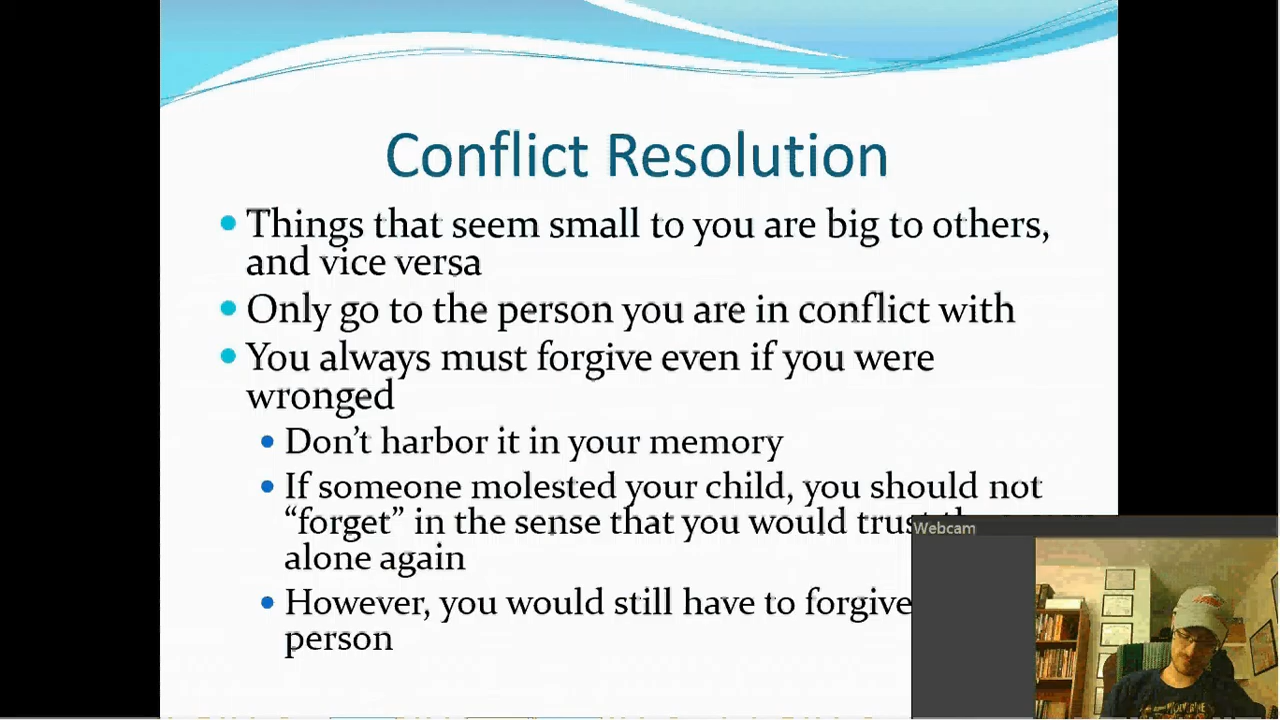 Conflict Resolution
Things that seem small to you are big to others,
and vice versa
Only go to the person you are in conflict with
You always must forgive even if you were
wronged
Don’t harbor it in your memory
If someone molested your child, you should not
“forget” in the sense that you would
Webcam
alone again
However, you would still have to forgive
person